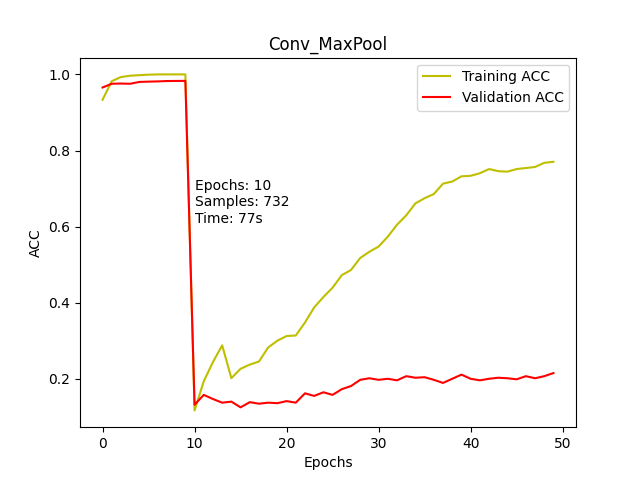 Conv_MaxPool
Training ACC
Validation ACC
Epochs: 10
Samples: 732
Time: 77s
ACC
1.0
0.8
0.6
0.4
0.2
0 10 20 30 40 50
Epochs